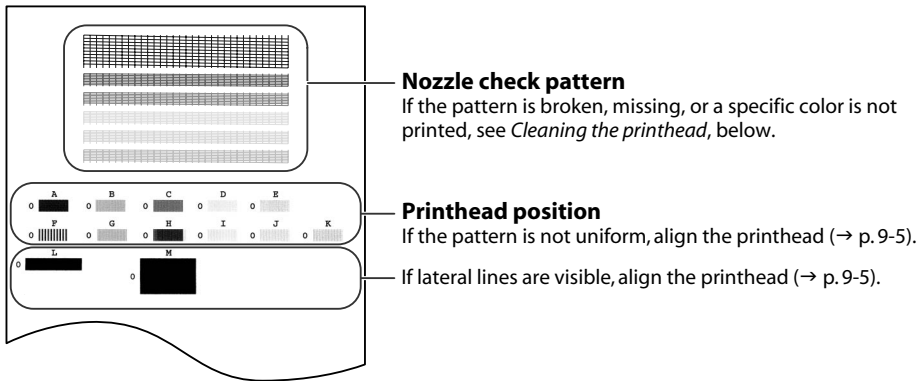 Nozzle check pattern
If the pattern is broken, missing, or a specific color is not
printed, see Cleaning the printhead, below.
A B C D E
0 0 0 0 0
Printhead position
If the pattern is not uniform, align the printhead (→ p. 9-5).
F G H I J K
0 0 0 0 0 0
L M
0 0
If lateral lines are visible, align the printhead (→ p. 9-5).